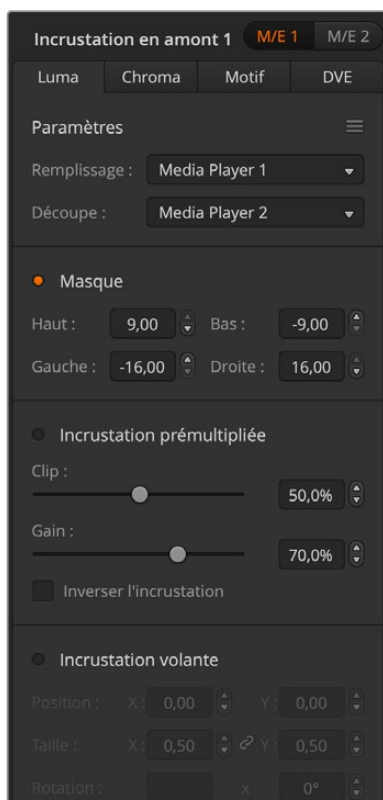 Incrustation en amont 1 M/E 1 M/E 2
Luma Chroma Motif DVE
Paramètres
Remplissage : Media Player 1
Découpe : Media Player 2
Masque
Haut : 9,00 Bas : -9,00
Gauche : -16,00 Droite : 16,00
Incrustation prémultipliée
Clip :
50,0%
Gain :
70,0%
Inverser l'incrustation
Incrustation volante
Position : X : 0,00 Y : 0,00
Taille : X : 0,50 Y : 0,50
Rotation : x 0°